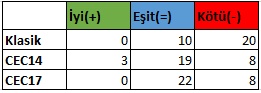 İyi(+) Eşit(=) Kötü(-)
Klasik 0 10 20
CEC14 3 19 8
CEC17 0 22 8